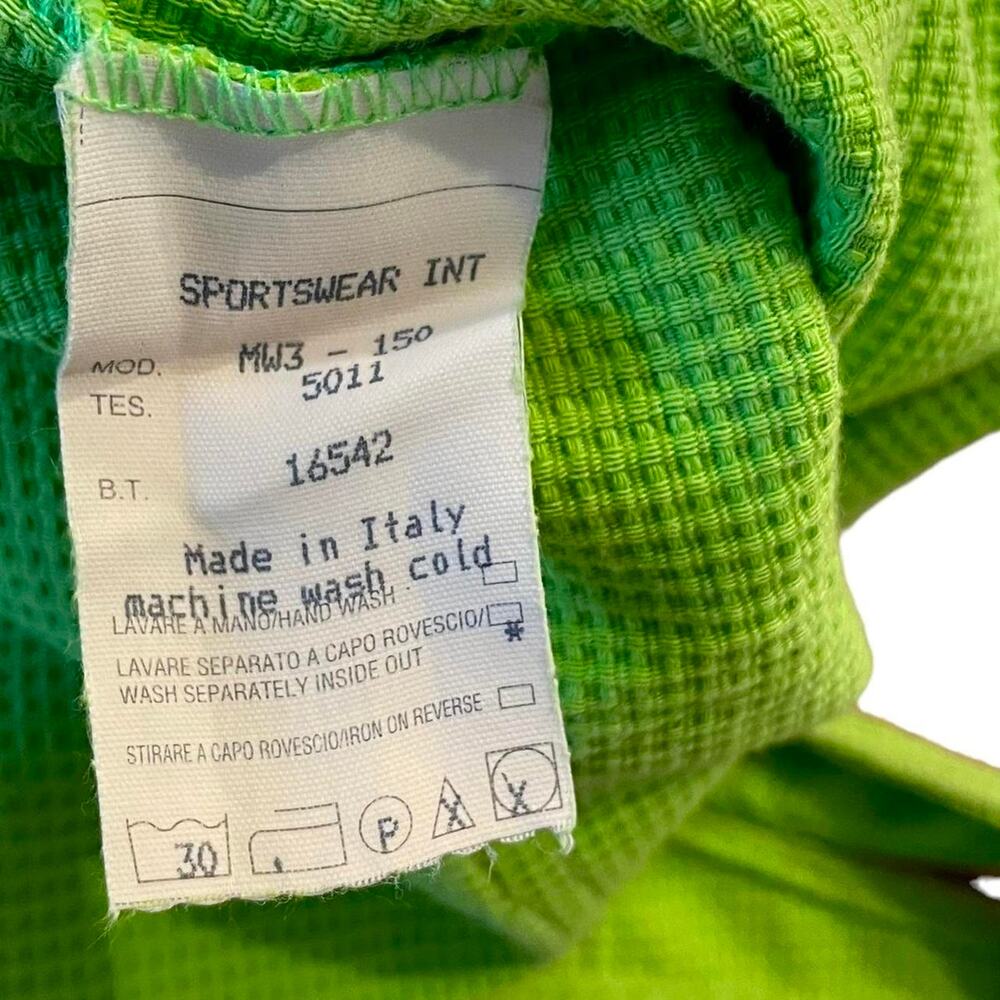 SPORTSWEAR INT
MOD. MW3 - 150
TES. 5011
B.T. 16542
Made in Italy
machine wash cold
LAVARE A MANO/HAND WASH
LAVARE SEPARATO A CAPO ROVESCIO/
*
WASH SEPARATELY INSIDE OUT
STIRARE A CAPO ROVESCIO/IRON ON REVERSE
30 P X X